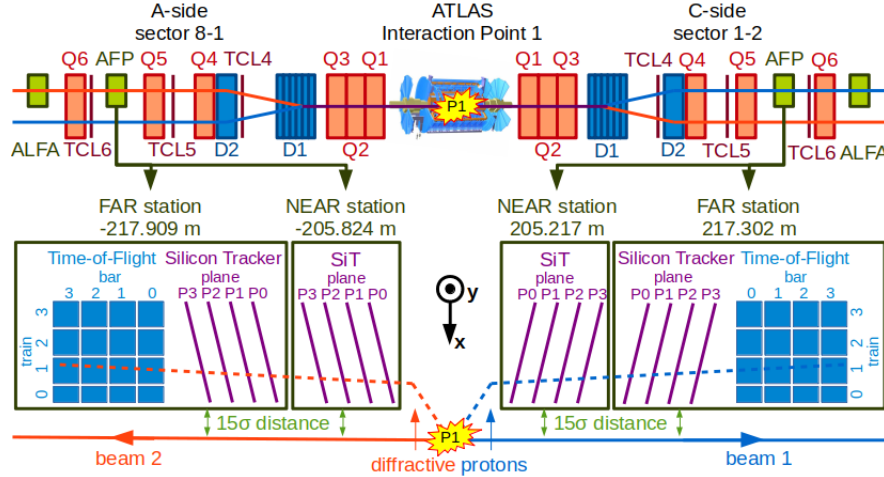 A-side
sector 8-1
ATLAS
Interaction Point 1
C-side
sector 1-2
Q6 AFP Q5 Q4 TCL4 Q3 Q1
Q1 Q3 TCL4 Q4 Q5 AFP Q6
P1
ALFA TCL6 TCL5 D2 D1 Q2
Q2 D1 D2 TCL5 TCL6 ALFA
FAR station
-217.909 m
NEAR station
-205.824 m
NEAR station
205.217 m
FAR station
217.302 m
Time-of-Flight
bar
3 2 1 0
train
3
2
1
0
Silicon Tracker
plane
P3 P2 P1 P0
SiT
plane
P3 P2 P1 P0
y
x
SiT
plane
P0 P1 P2 P3
Silicon Tracker
plane
P0 P1 P2 P3
Time-of-Flight
bar
0 1 2 3
3
2
1
0
train
15σ distance
15σ distance
P1
beam 2
diffractive protons
beam 1